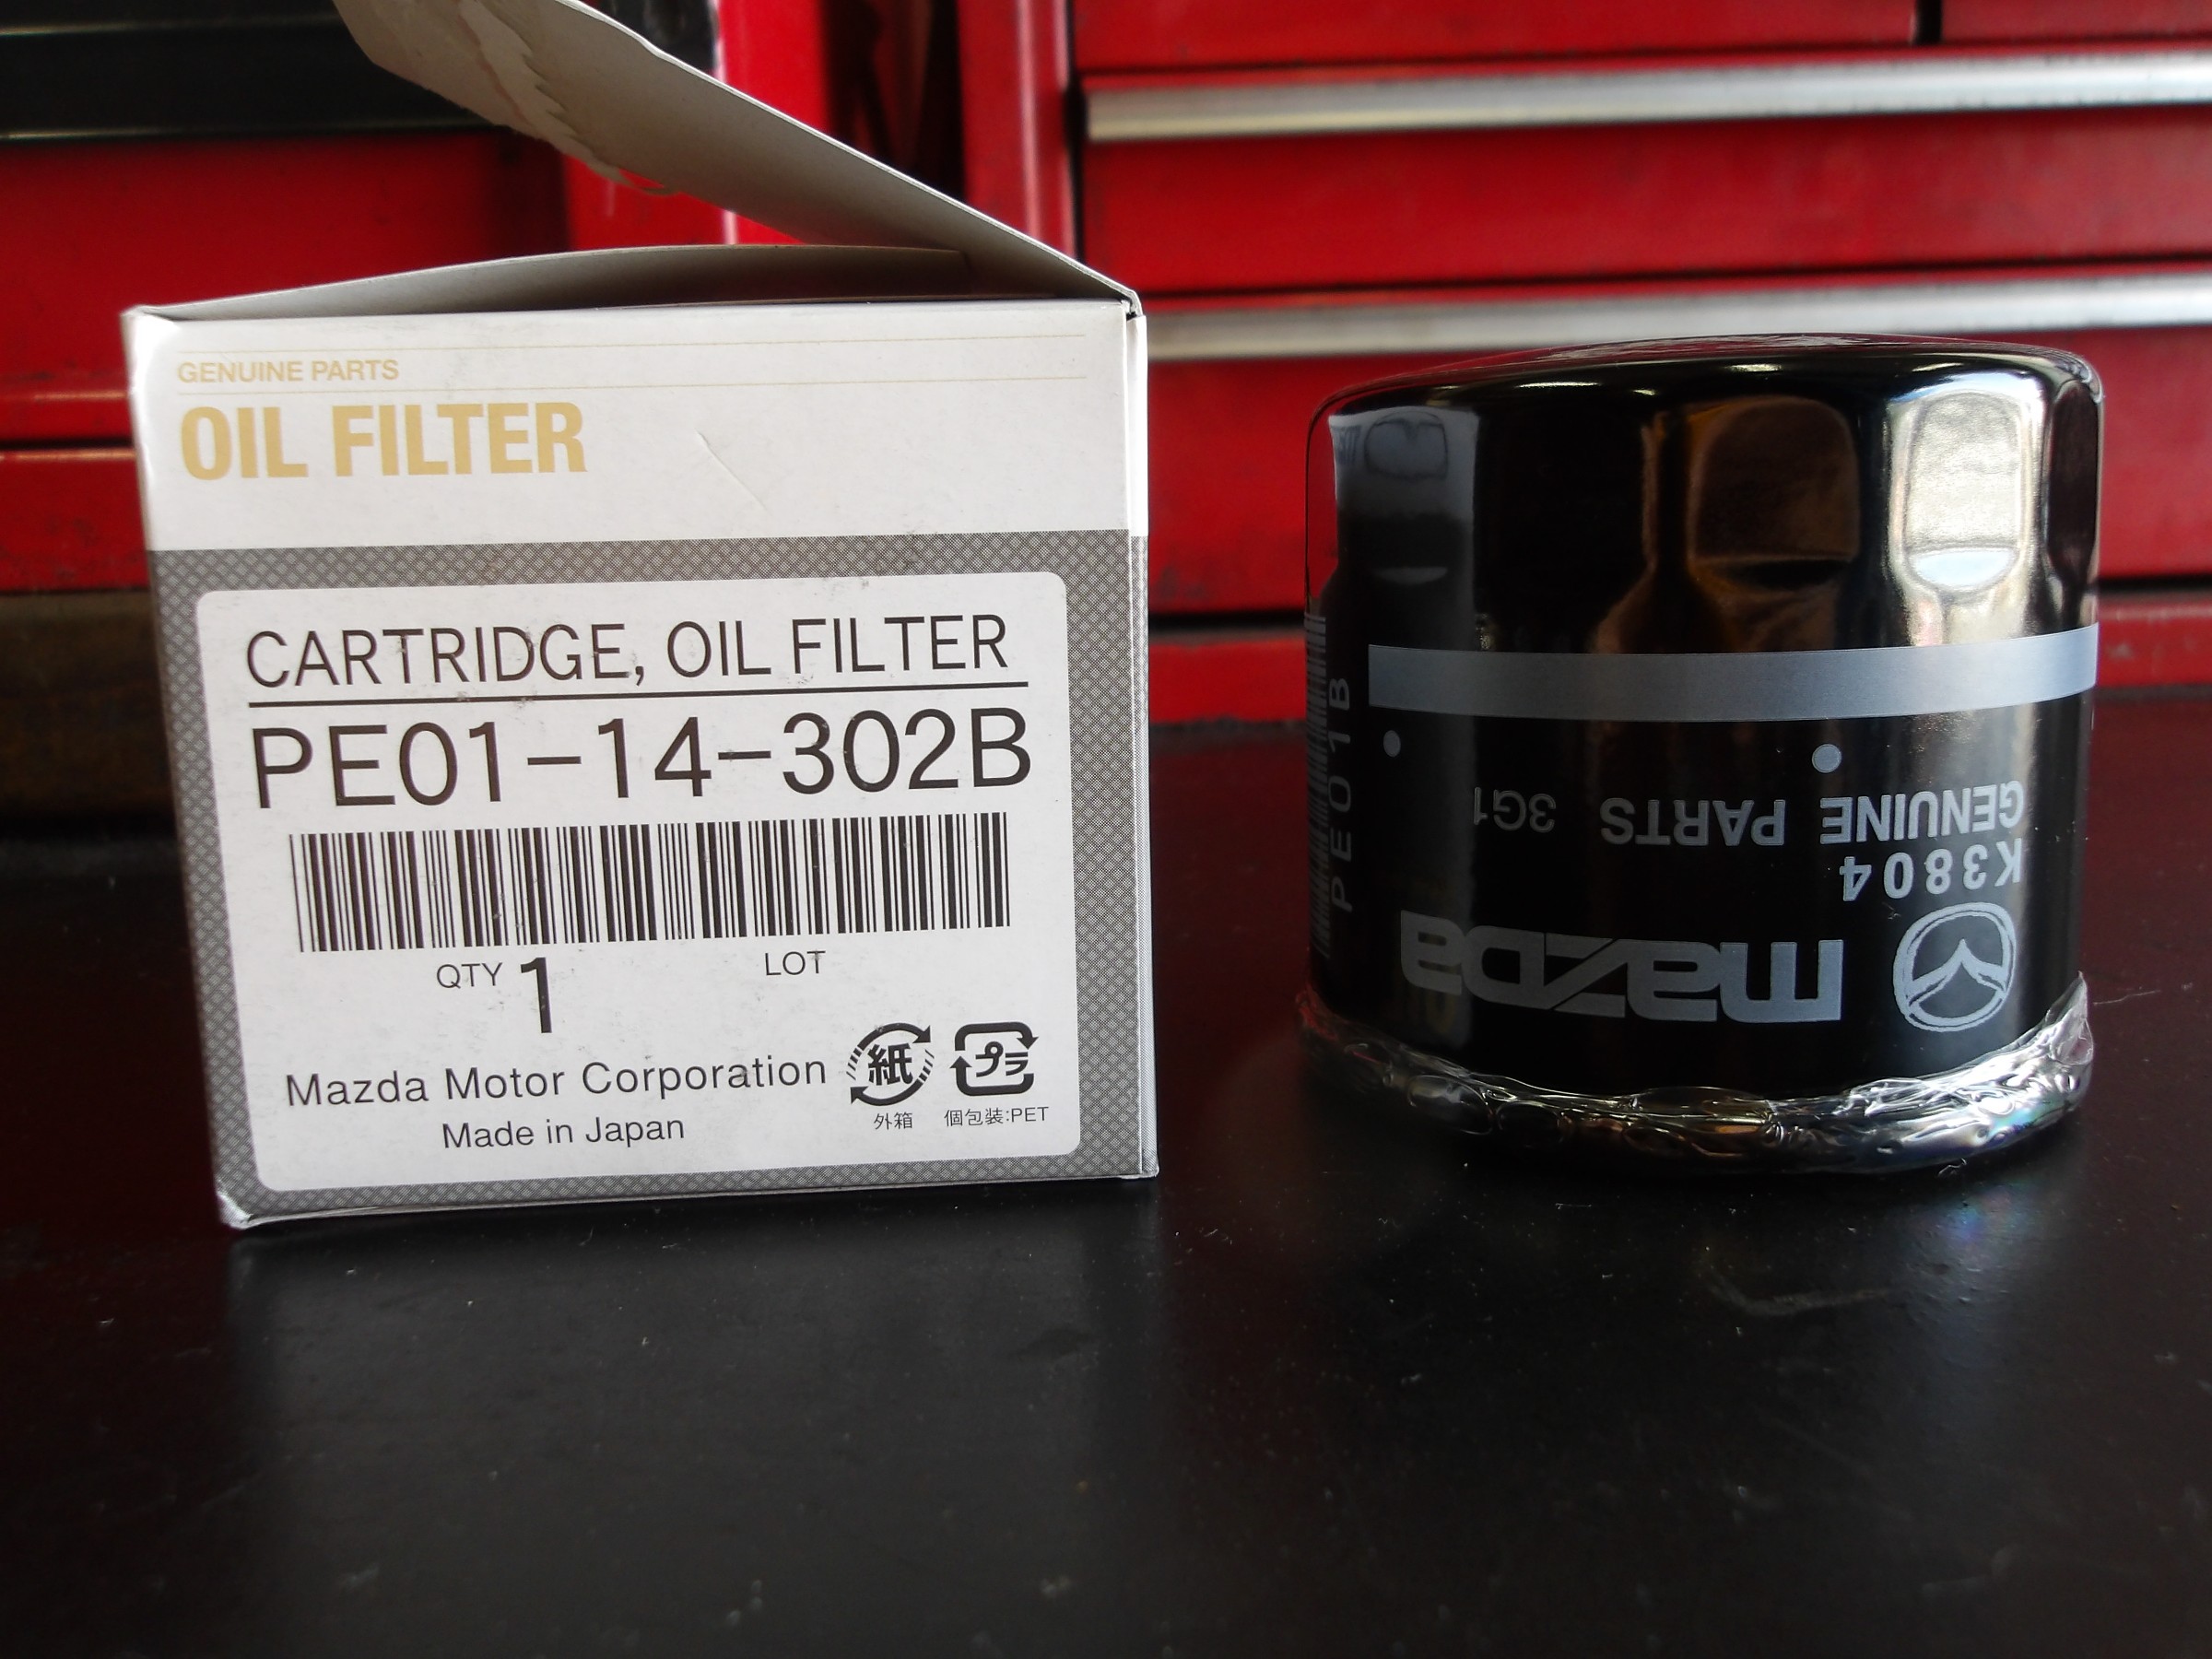 GENUINE PARTS
OIL FILTER
CARTRIDGE, OIL FILTER
PE01-14-302B
QTY 1 LOT
Mazda Motor Corporation
Made in Japan
紙
プラ
外箱
個包装:PET
mazda
K3804
GENUINE PARTS 3G1
PE01B